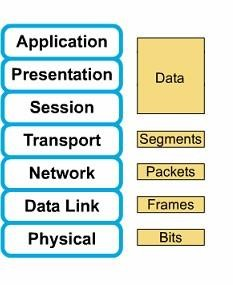 Application
Presentation
Data
Session
Transport
Segments
Network
Packets
Data Link
Frames
Physical
Bits